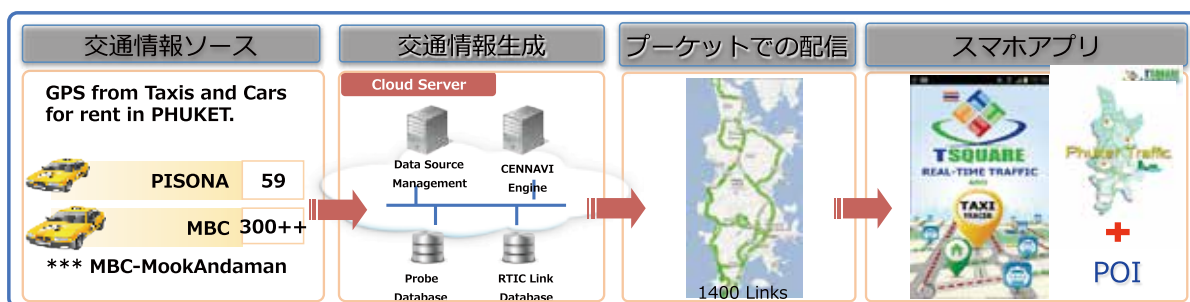 交通情報ソース
GPS from Taxis and Cars
for rent in PHUKET.
PISONA 59
MBC 300++
*** MBC-MookAndaman
交通情報生成
Cloud Server
Data Source
Management
CENNAVI
Engine
Probe
Database
RTIC Link
Database
プーケットでの配信
1400 Links
スマホアプリ
TSQUARE
REAL-TIME TRAFFIC
TAXI
TRACER
TSQUARE
Phuket Traffic
+
POI